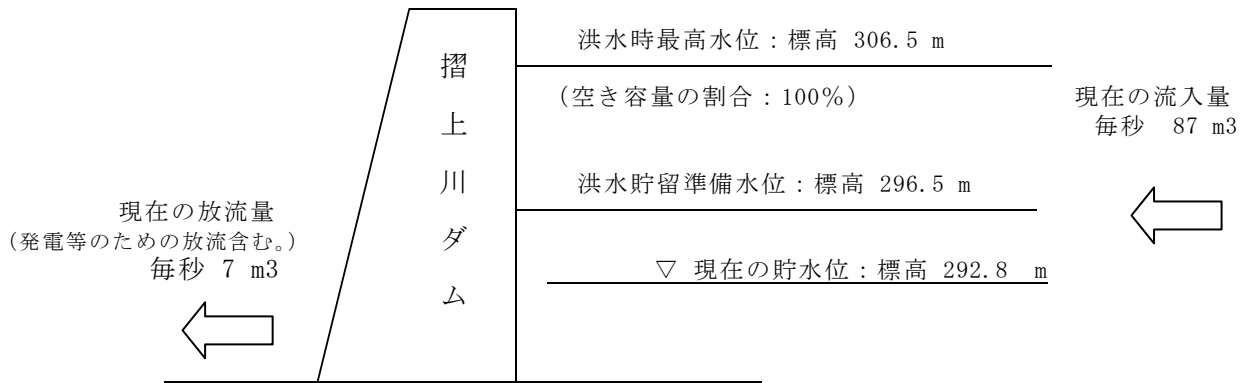 洪水時最高水位：標高 306.5 m
（空き容量の割合：100％）
現在の流入量
毎秒 87 m3
摺上川ダム
洪水貯留準備水位：標高 296.5 m
現在の放流量
（発電等のための放流含む。）
毎秒 7 m3
▽ 現在の貯水位：標高 292.8 m